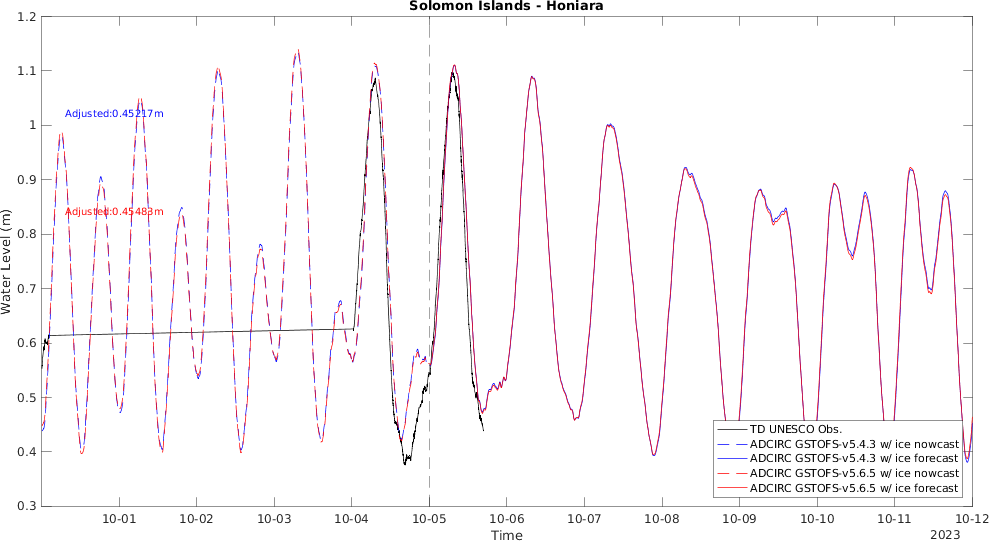 Solomon Islands - Honiara
1.2
1.1
1
0.9
0.8
0.7
0.6
0.5
0.4
0.3
Water Level (m)
Adjusted:0.45217m
Adjusted:0.45483m
TD UNESCO Obs.
ADCIRC GSTOFS-v5.4.3 w/ ice nowcast
ADCIRC GSTOFS-v5.4.3 w/ ice forecast
ADCIRC GSTOFS-v5.6.5 w/ ice nowcast
ADCIRC GSTOFS-v5.6.5 w/ ice forecast
10-01 10-02 10-03 10-04 10-05 10-06 10-07 10-08 10-09 10-10 10-11 10-12
Time
2023